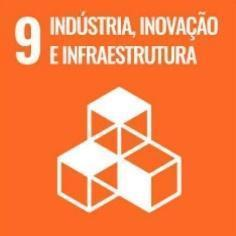 9 INDÚSTRIA, INOVAÇÃO
E INFRAESTRUTURA